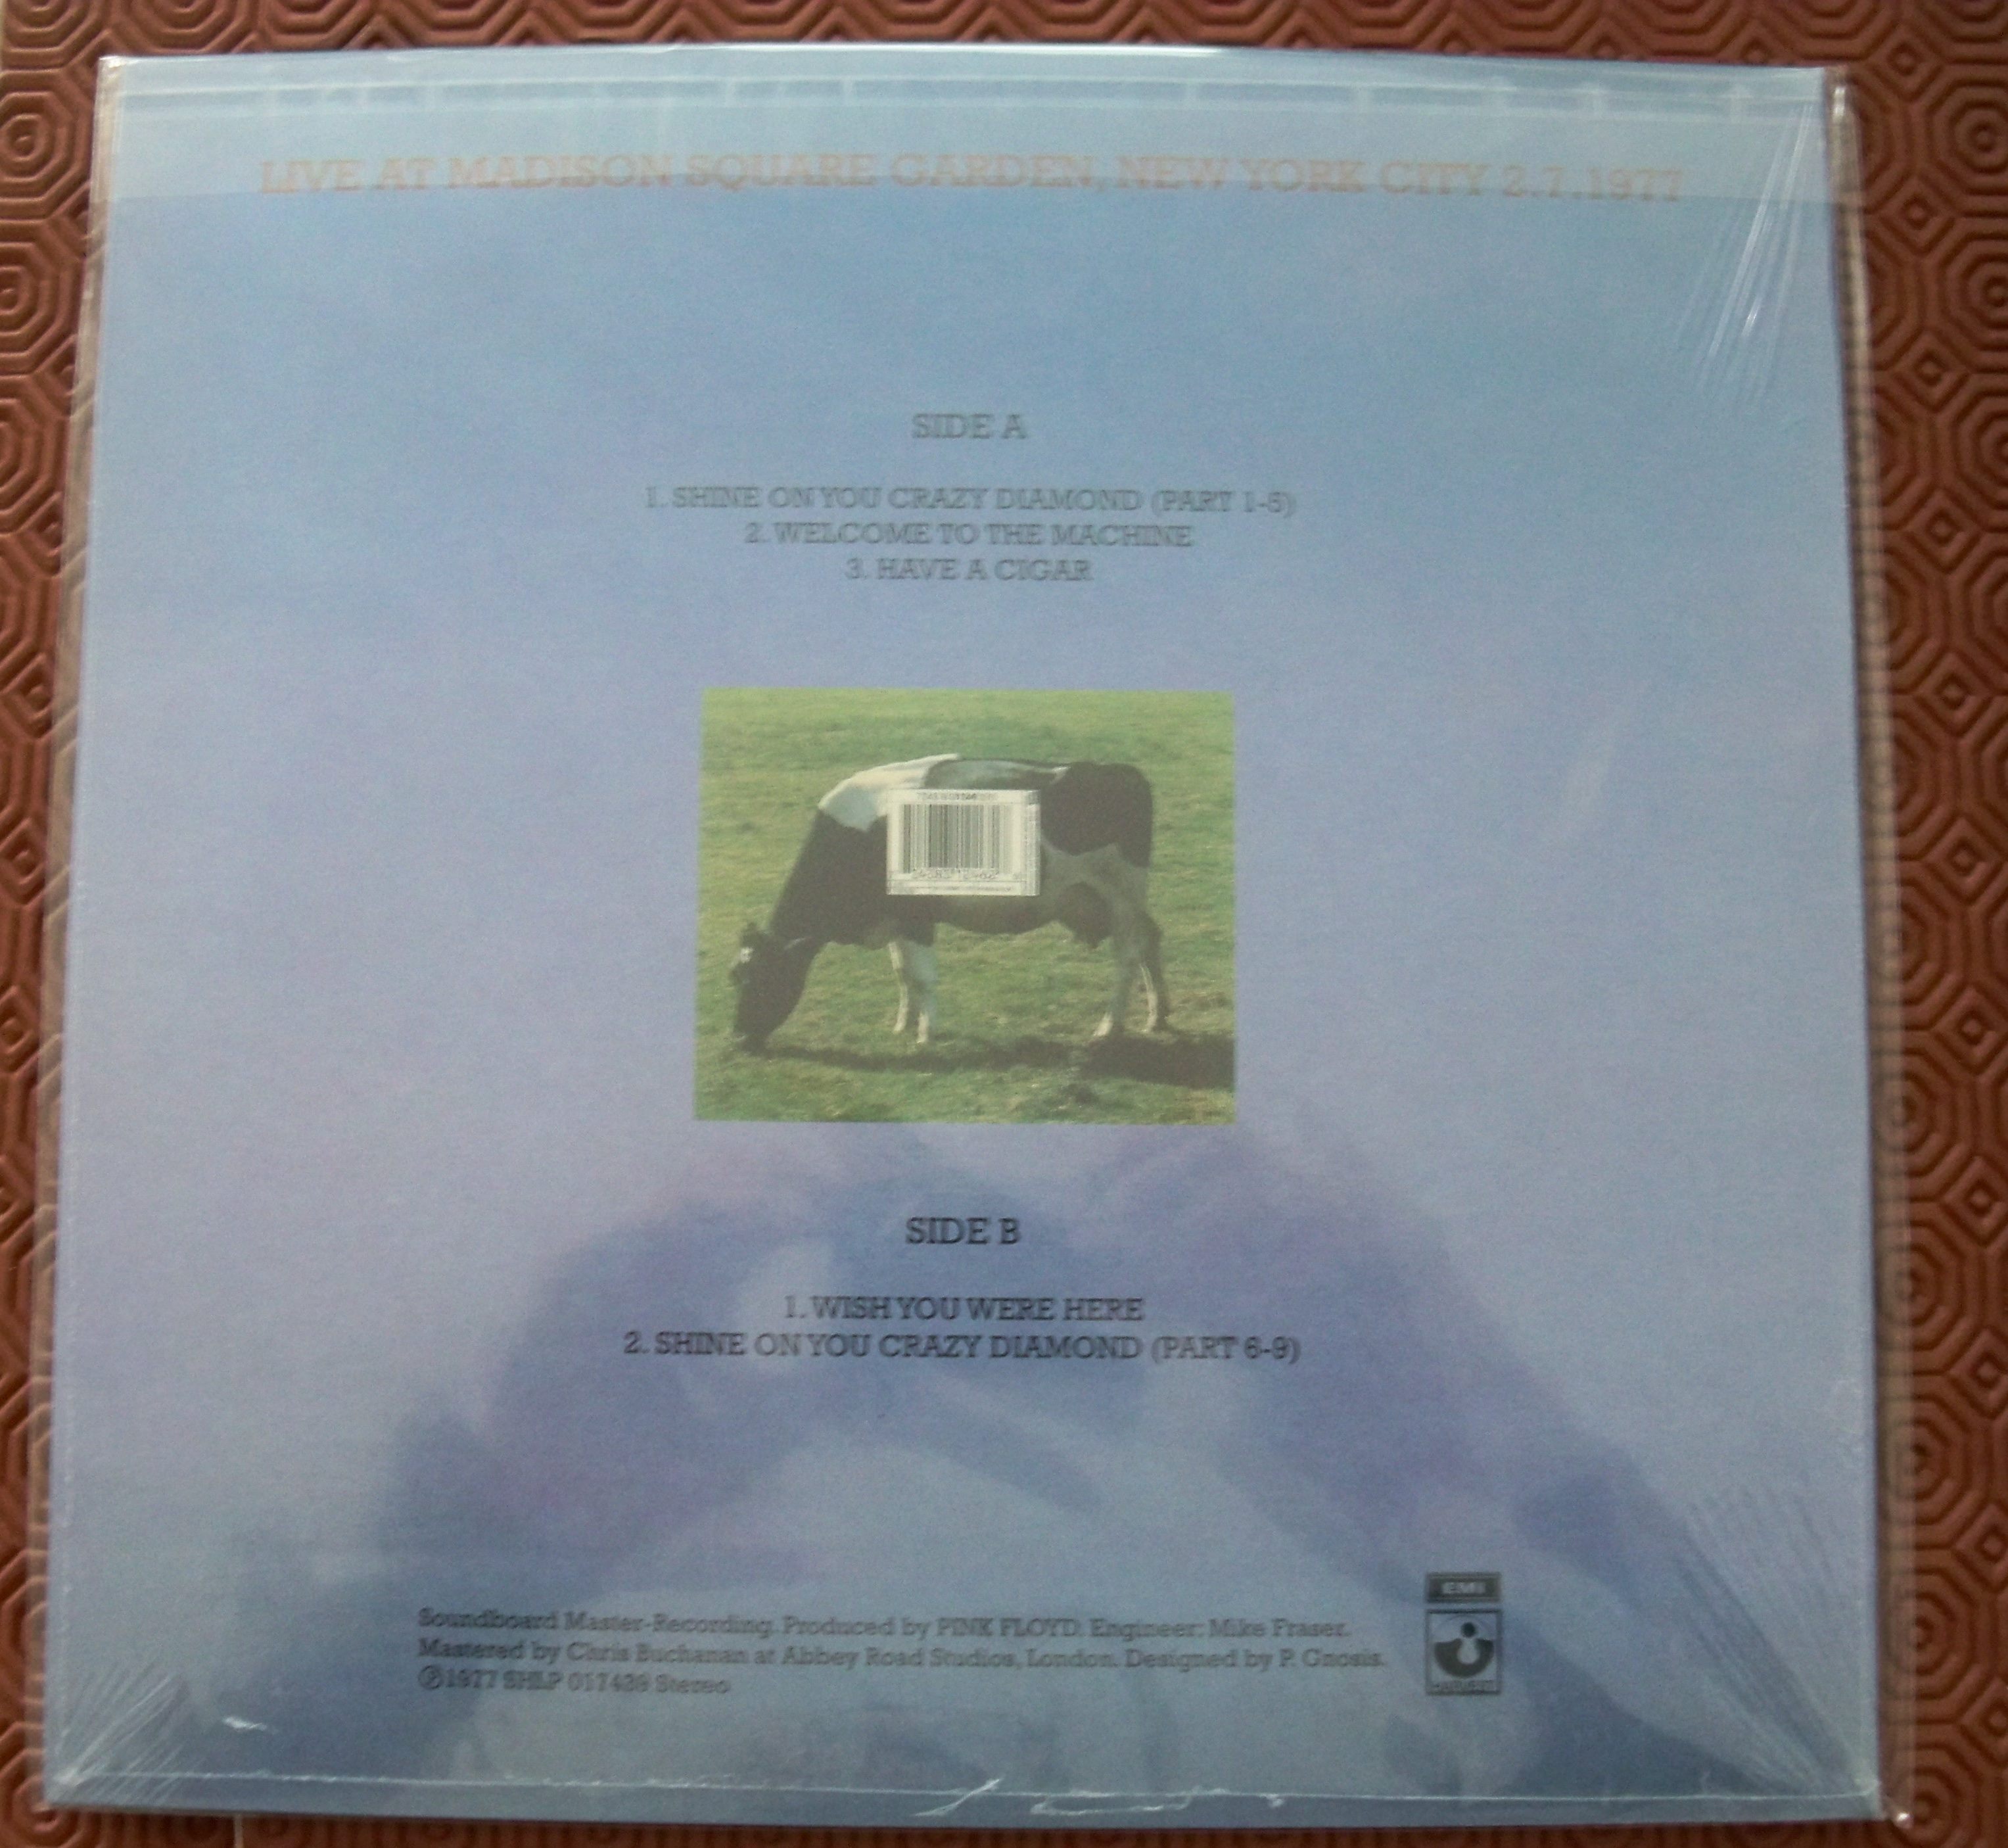 LIVE AT MADISON SQUARE GARDEN, NEW YORK CITY 2.7.1977
SIDE A
1. SHINE ON YOU CRAZY DIAMOND (PART 1-5)
2. WELCOME TO THE MACHINE
3. HAVE A CIGAR
SIDE B
1. WISH YOU WERE HERE
2. SHINE ON YOU CRAZY DIAMOND (PART 6-9)
EMI
Soundboard Master-Recording. Produced by PINK FLOYD. Engineer: Mike Fraser.
Mastered by Chris Buchanan at Abbey Road Studios, London. Designed by P. Gnosis.
℗1977 SHLP 017439 Stereo
HARVEST